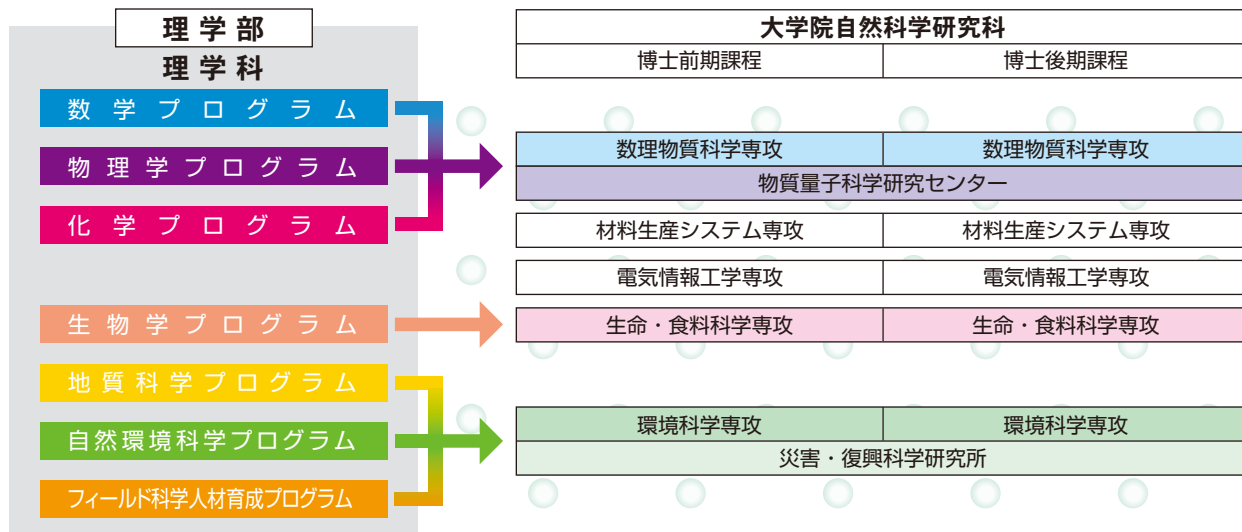 理学部
理学科
数学プログラム
物理学プログラム
化学プログラム
生物学プログラム
地質科学プログラム
自然環境科学プログラム
フィールド科学人材育成プログラム
大学院自然科学研究科
博士前期課程 博士後期課程
数理物質科学専攻 数理物質科学専攻
物質量子科学研究センター
材料生産システム専攻 材料生産システム専攻
電気情報工学専攻 電気情報工学専攻
生命・食料科学専攻 生命・食料科学専攻
環境科学専攻 環境科学専攻
災害・復興科学研究所